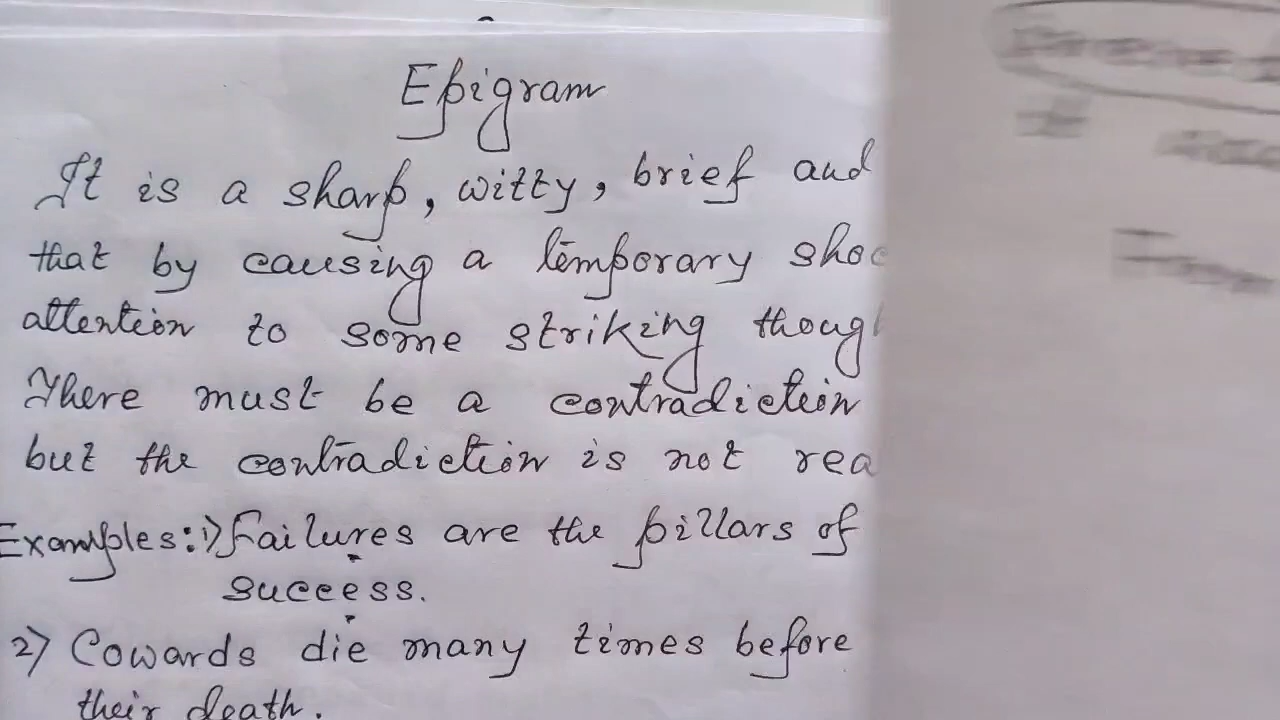 Epigram
It is a sharp, witty, brief and
that by causing a temporary
attention to some striking
There must be a contradiction
but the contradiction is not
Examples: 1) Failures are the pillars of
success.
2) Cowards die many times before
their death.